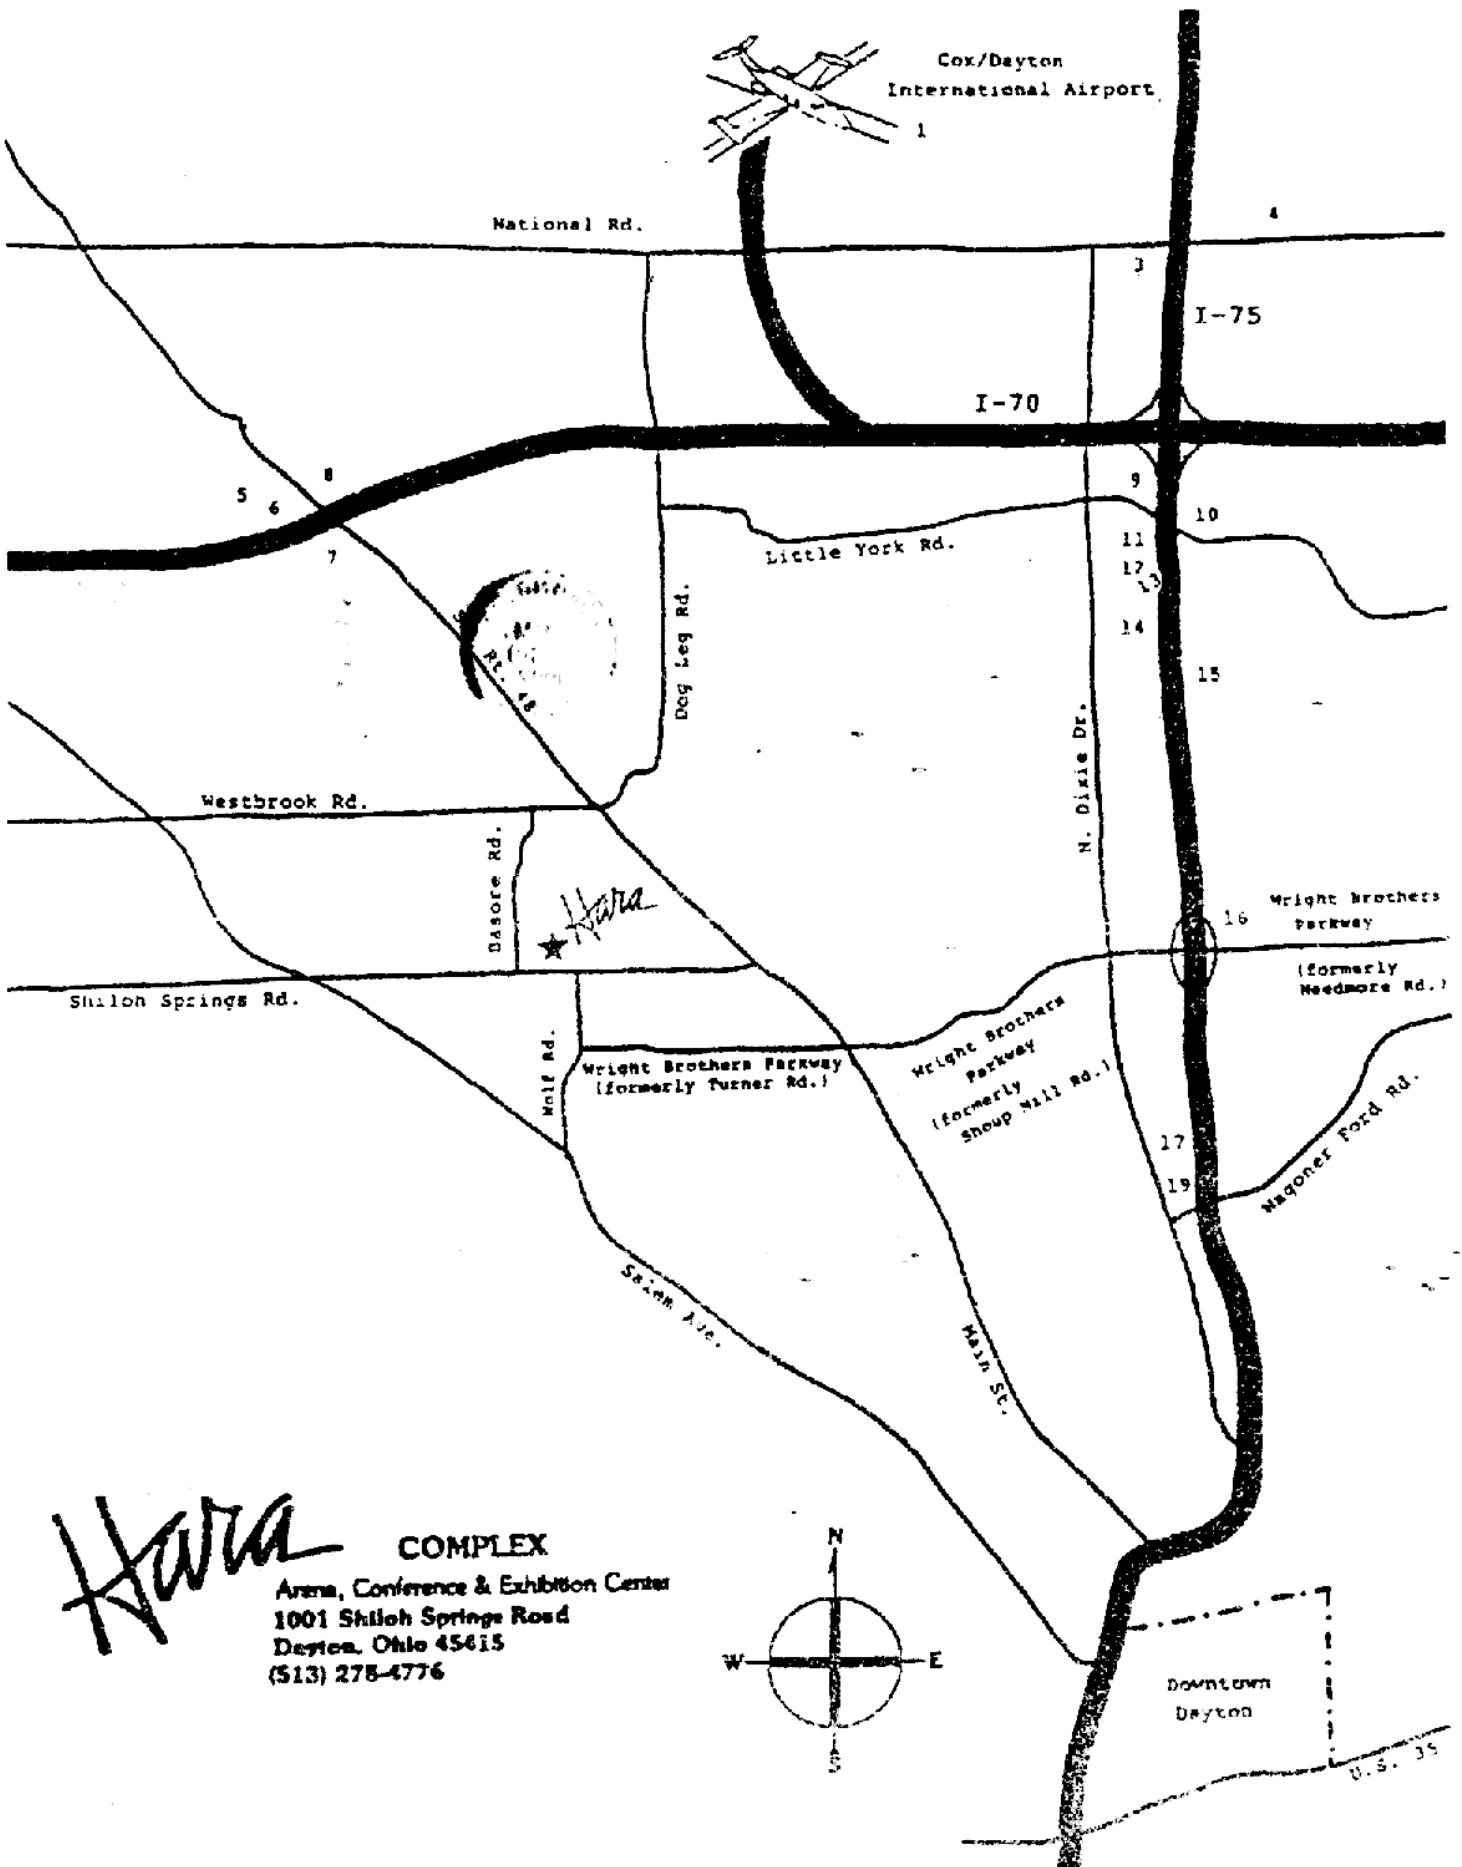 Cox/Dayton
International Airport
1
National Rd.
4
3
I-75
I-70
8
5
6
7
9
10
11
12
13
14
15
Little York Rd.
Dog Leg Rd.
Rt. 48
N. Dixie Dr.
Westbrook Rd.
Basore Rd.
Hara
16
Wright Brothers
Parkway
(formerly
Needmore Rd.)
Shiloh Springs Rd.
Wolf Rd.
Wright Brothers Parkway
(formerly Turner Rd.)
Wright Brothers
Parkway
(formerly
Shoup Mill Rd.)
17
19
Wagoner Ford Rd.
Salem Ave.
Main St.
Hara COMPLEX
Arena, Conference & Exhibition Center
1001 Shiloh Springs Road
Dayton, Ohio 45415
(513) 278-4776
N
W
E
S
Downtown
Dayton
U.S. 35